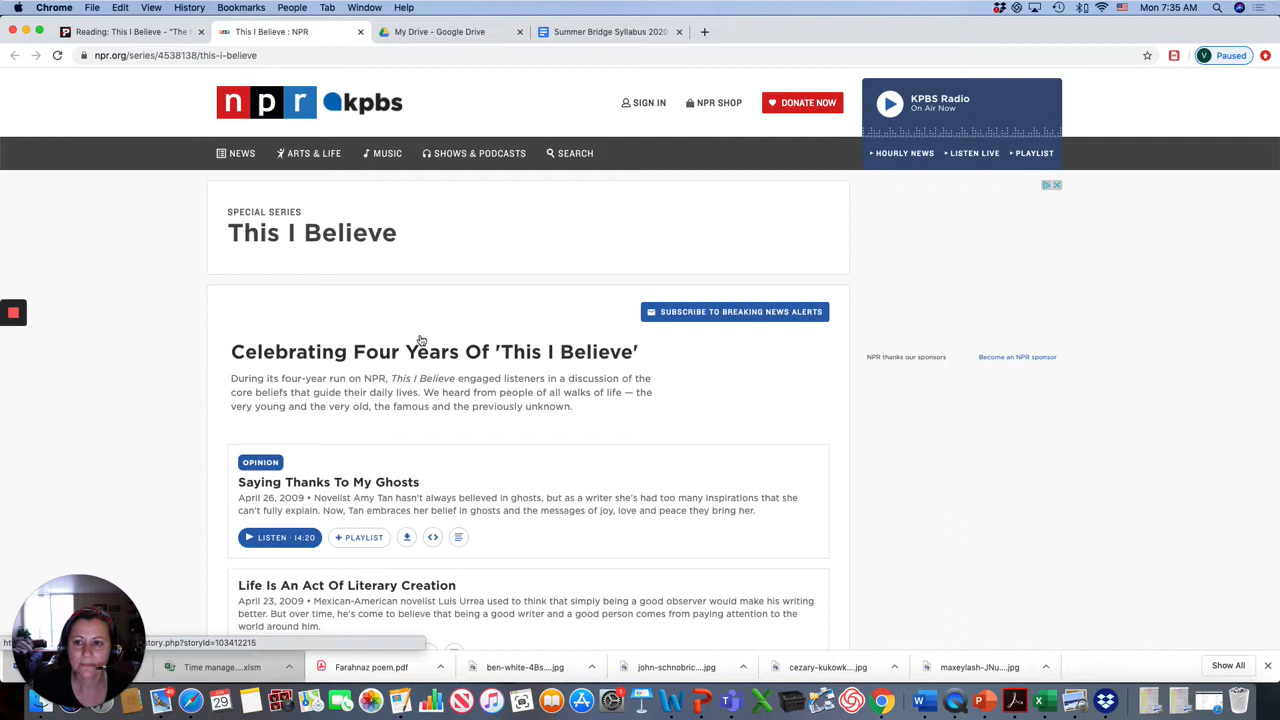 Chrome File Edit View History Bookmarks People Tab Window Help Mon 7:35 AM
Reading: This I Believe - "The This I Believe : NPR My Drive - Google Drive Summer Bridge Syllabus 2020
npr.org/series/4538138/this-i-believe V Paused
npr kpbs
SIGN IN NPR SHOP DONATE NOW
KPBS Radio
On Air Now
HOURLY NEWS LISTEN LIVE PLAYLIST
NEWS ARTS & LIFE MUSIC SHOWS & PODCASTS SEARCH
SPECIAL SERIES
This I Believe
SUBSCRIBE TO BREAKING NEWS ALERTS
Celebrating Four Years Of 'This I Believe'
During its four-year run on NPR, This I Believe engaged listeners in a discussion of the
core beliefs that guide their daily lives. We heard from people of all walks of life — the
very young and the very old, the famous and the previously unknown.
NPR thanks our sponsors Become an NPR sponsor
OPINION
Saying Thanks To My Ghosts
April 26, 2009 • Novelist Amy Tan hasn't always believed in ghosts, but as a writer she's had too many inspirations that she
can't fully explain. Now, Tan embraces her belief in ghosts and the messages of joy, love and peace they bring her.
LISTEN · 14:20 + PLAYLIST
Life Is An Act Of Literary Creation
April 23, 2009 • Mexican-American novelist Luis Urrea used to think that simply being a good observer would make his writing
better. But over time, he's come to believe that being a good writer and a good person comes from paying attention to the
world around him.
story.php?storyId=103412215
Time manage....xlsm Farahnaz poem.pdf ben-white-4Bs....jpg john-schnobric....jpg cezary-kukowk....jpg maxeylash-JNu....jpg Show All